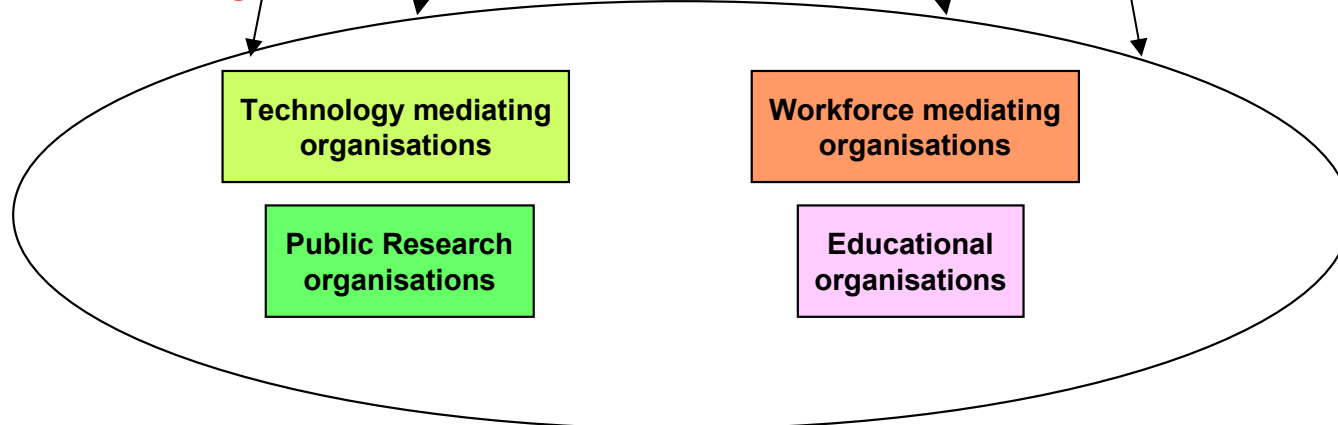 Technology mediating
organisations
Workforce mediating
organisations
Public Research
organisations
Educational
organisations